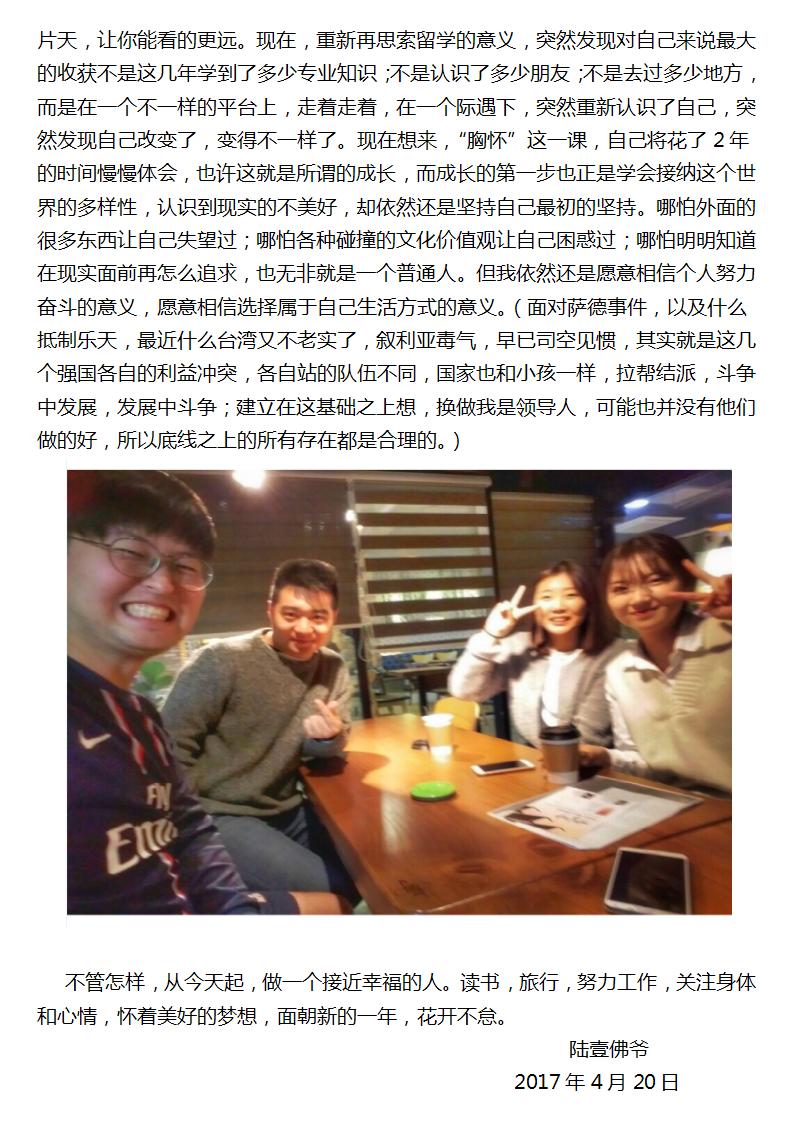 片天，让你能看的更远。现在，重新再思索留学的意义，突然发现对自己来说最大
的收获不是这几年学到了多少专业知识；不是认识了多少朋友；不是去过多少地方，
而是在一个不一样的平台上，走着走着，在一个际遇下，突然重新认识了自己，突
然发现自己改变了，变得不一样了。现在想来，“胸怀”这一课，自己将花了 2 年
的时间慢慢体会，也许这就是所谓的成长，而成长的第一步也正是学会接纳这个世
界的多样性，认识到现实的不美好，却依然还是坚持自己最初的坚持。哪怕外面的
很多东西让自己失望过；哪怕各种碰撞的文化价值观让自己困惑过；哪怕明明知道
在现实面前再怎么追求，也无非就是一个普通人。但我依然还是愿意相信个人努力
奋斗的意义，愿意相信选择属于自己生活方式的意义。( 面对萨德事件，以及什么
抵制乐天，最近什么台湾又不老实了，叙利亚毒气，早已司空见惯，其实就是这几
个强国各自的利益冲突，各自站的队伍不同，国家也和小孩一样，拉帮结派，斗争
中发展，发展中斗争；建立在这基础之上想，换做我是领导人，可能也并没有他们
做的好，所以底线之上的所有存在都是合理的。)
Fly
Emi
不管怎样，从今天起，做一个接近幸福的人。读书，旅行，努力工作，关注身体
和心情，怀着美好的梦想，面朝新的一年，花开不怠。
陆壹佛爷
2017 年 4 月 20 日